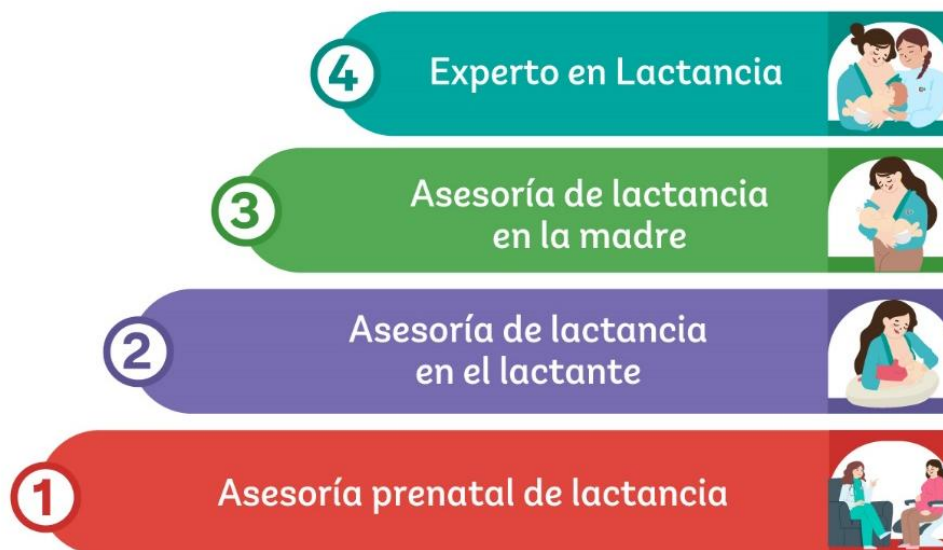 4
Experto en Lactancia
3
Asesoría de lactancia
en la madre
2
Asesoría de lactancia
en el lactante
1
Asesoría prenatal de lactancia